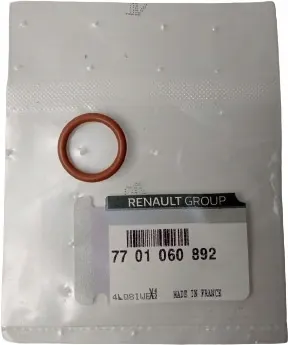 RENAULT GROUP
77 01 060 892
MADE IN FRANCE